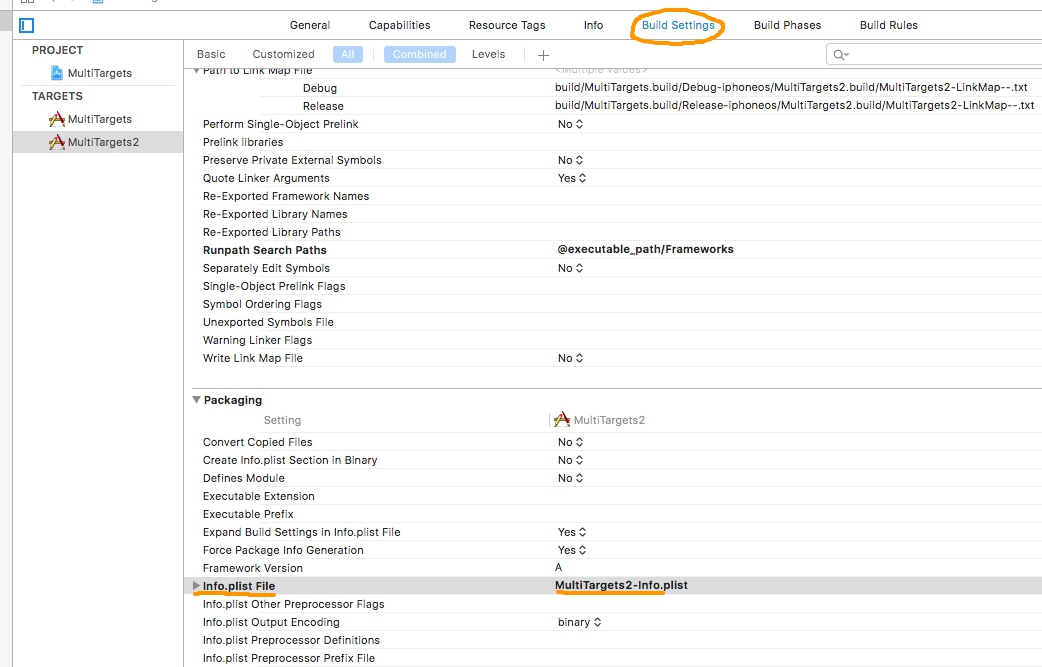 General Capabilities Resource Tags Info Build Settings Build Phases Build Rules
PROJECT
MultiTargets
TARGETS
MultiTargets
MultiTargets2
Basic Customized All Combined Levels
Path to Link Map File <Multiple values>
Debug build/MultiTargets.build/Debug-iphoneos/MultiTargets2.build/MultiTargets2-LinkMap--.txt
Release build/MultiTargets.build/Release-iphoneos/MultiTargets2.build/MultiTargets2-LinkMap--.txt
Perform Single-Object Prelink No
Prelink libraries
Preserve Private External Symbols No
Quote Linker Arguments Yes
Re-Exported Framework Names
Re-Exported Library Names
Re-Exported Library Paths
Runpath Search Paths @executable_path/Frameworks
Separately Edit Symbols No
Single-Object Prelink Flags
Symbol Ordering Flags
Unexported Symbols File
Warning Linker Flags
Write Link Map File No
Packaging
Setting MultiTargets2
Convert Copied Files No
Create Info.plist Section in Binary No
Defines Module No
Executable Extension
Executable Prefix
Expand Build Settings in Info.plist File Yes
Force Package Info Generation Yes
Framework Version A
Info.plist File MultiTargets2-Info.plist
Info.plist Other Preprocessor Flags
Info.plist Output Encoding binary
Info.plist Preprocessor Definitions
Info.plist Preprocessor Prefix File